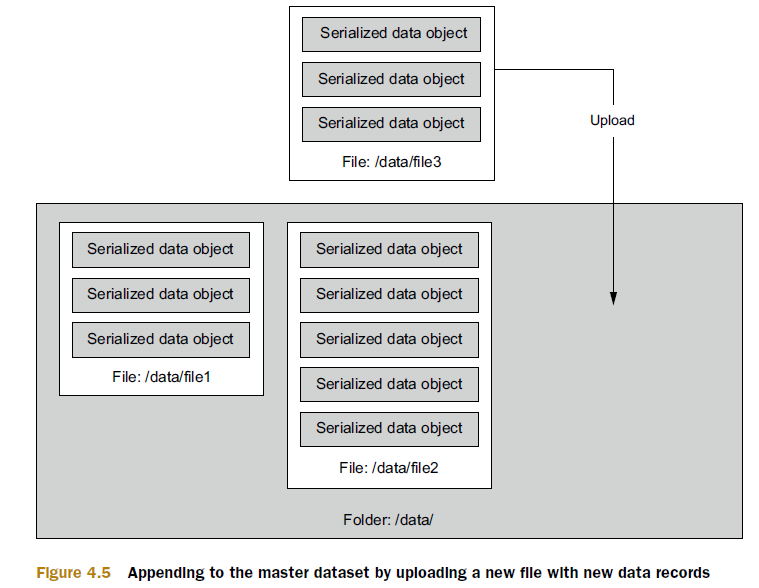 Serialized data object
Serialized data object
Serialized data object
File: /data/file3
Upload
Serialized data object
Serialized data object
Serialized data object
File: /data/file1
Serialized data object
Serialized data object
Serialized data object
Serialized data object
Serialized data object
File: /data/file2
Folder: /data/
Figure 4.5 Appending to the master dataset by uploading a new file with new data records